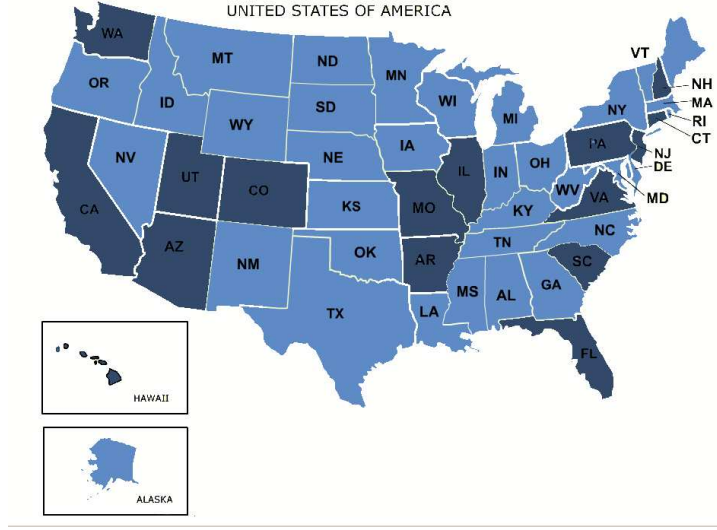 UNITED STATES OF AMERICA
WA
MT
ND
MN
VT
OR
ID
SD
WI
MI
NY
NH
MA
RI
CT
WY
IA
NE
NV
UT
CO
IL
IN
OH
PA
NJ
DE
MD
WV
VA
CA
KS
MO
KY
NC
AZ
NM
OK
AR
TN
SC
TX
LA
MS
AL
GA
FL
HAWAII
ALASKA